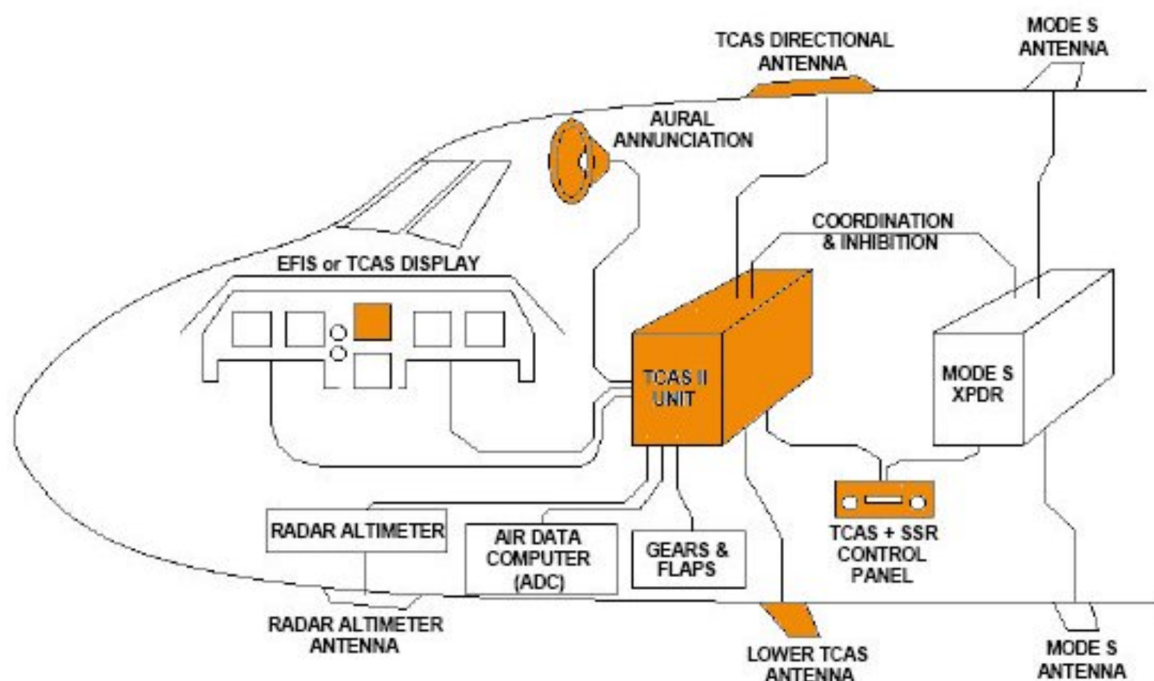 TCAS DIRECTIONAL
ANTENNA
MODE S
ANTENNA
AURAL
ANNUNCIATION
COORDINATION
& INHIBITION
EFIS or TCAS DISPLAY
TCAS II
UNIT
MODE S
XPDR
RADAR ALTIMETER
AIR DATA
COMPUTER
(ADC)
GEARS &
FLAPS
TCAS + SSR
CONTROL
PANEL
RADAR ALTIMETER
ANTENNA
LOWER TCAS
ANTENNA
MODE S
ANTENNA